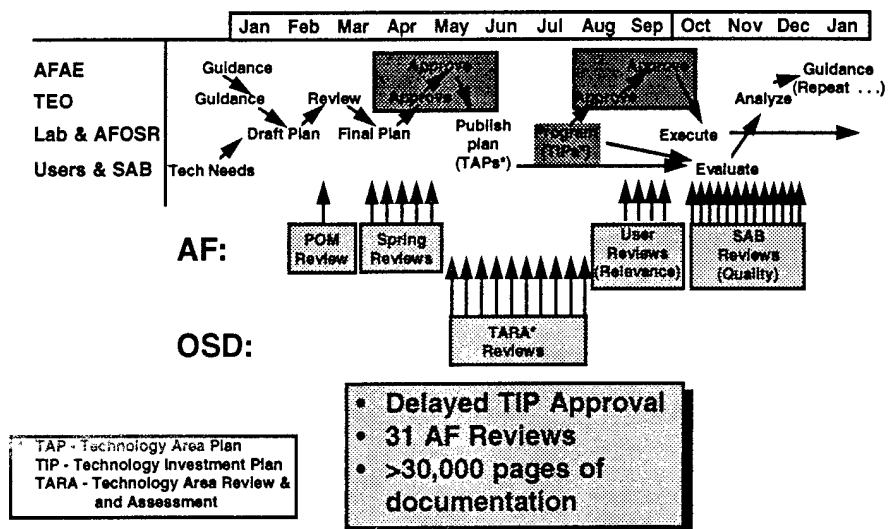 Jan Feb Mar Apr May Jun Jul Aug Sep Oct Nov Dec Jan
AFAE
TEO
Lab & AFOSR
Users & SAB
Guidance
Guidance
Tech Needs
Draft Plan
Review
Final Plan
Approve
Approve
Publish
plan
(TAPs*)
Program
(TIPs*)
Approve
Approve
Execute
Evaluate
Analyze
Guidance
(Repeat . . .)
AF:
POM
Review
Spring
Reviews
User
Reviews
(Relevance)
SAB
Reviews
(Quality)
OSD:
TARA*
Reviews
• Delayed TIP Approval
• 31 AF Reviews
• >30,000 pages of
documentation
* TAP - Technology Area Plan
TIP - Technology Investment Plan
TARA - Technology Area Review &
and Assessment